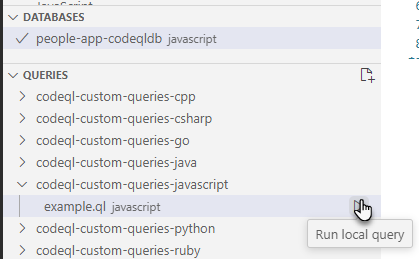 DATABASES
people-app-codeqldb javascript
QUERIES
codeql-custom-queries-cpp
codeql-custom-queries-csharp
codeql-custom-queries-go
codeql-custom-queries-java
codeql-custom-queries-javascript
example.ql javascript
Run local query
codeql-custom-queries-python
codeql-custom-queries-ruby